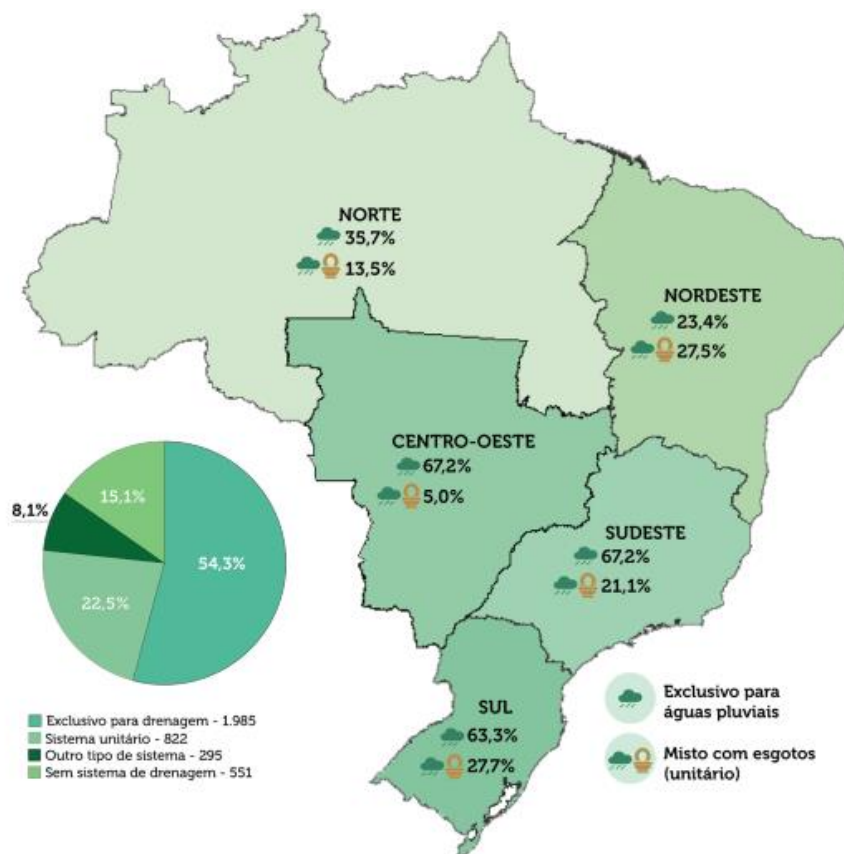 NORTE
35,7%
13,5%
NORDESTE
23,4%
27,5%
CENTRO-OESTE
67,2%
5,0%
SUDESTE
67,2%
21,1%
SUL
63,3%
27,7%
8,1%
15,1%
54,3%
22,5%
Exclusivo para drenagem - 1.985
Sistema unitário - 822
Outro tipo de sistema - 295
Sem sistema de drenagem - 551
Exclusivo para
águas pluviais
Misto com esgotos
(unitário)